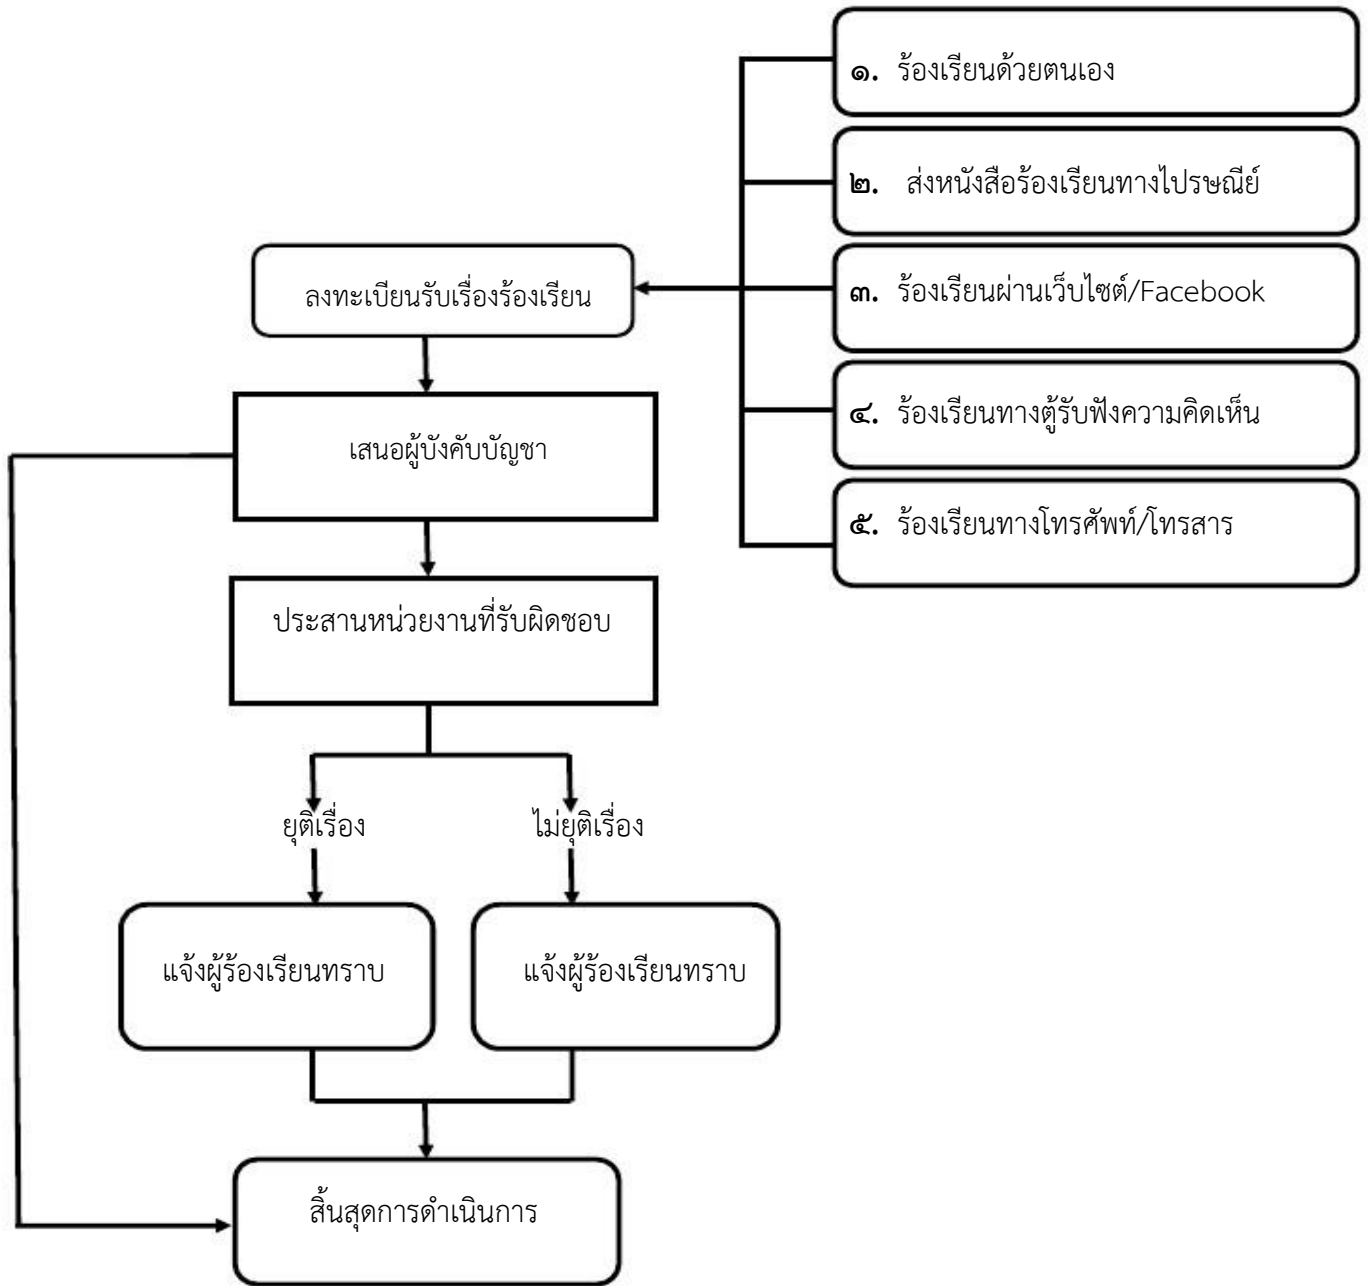 ๑. ร้องเรียนด้วยตนเอง
๒. ส่งหนังสือร้องเรียนทางไปรษณีย์
ลงทะเบียนรับเรื่องร้องเรียน
๓. ร้องเรียนผ่านเว็บไซต์/Facebook
๔. ร้องเรียนทางตู้รับฟังความคิดเห็น
เสนอผู้บังคับบัญชา
๕. ร้องเรียนทางโทรศัพท์/โทรสาร
ประสานหน่วยงานที่รับผิดชอบ
ยุติเรื่อง
ไม่ยุติเรื่อง
แจ้งผู้ร้องเรียนทราบ
แจ้งผู้ร้องเรียนทราบ
สิ้นสุดการดำเนินการ